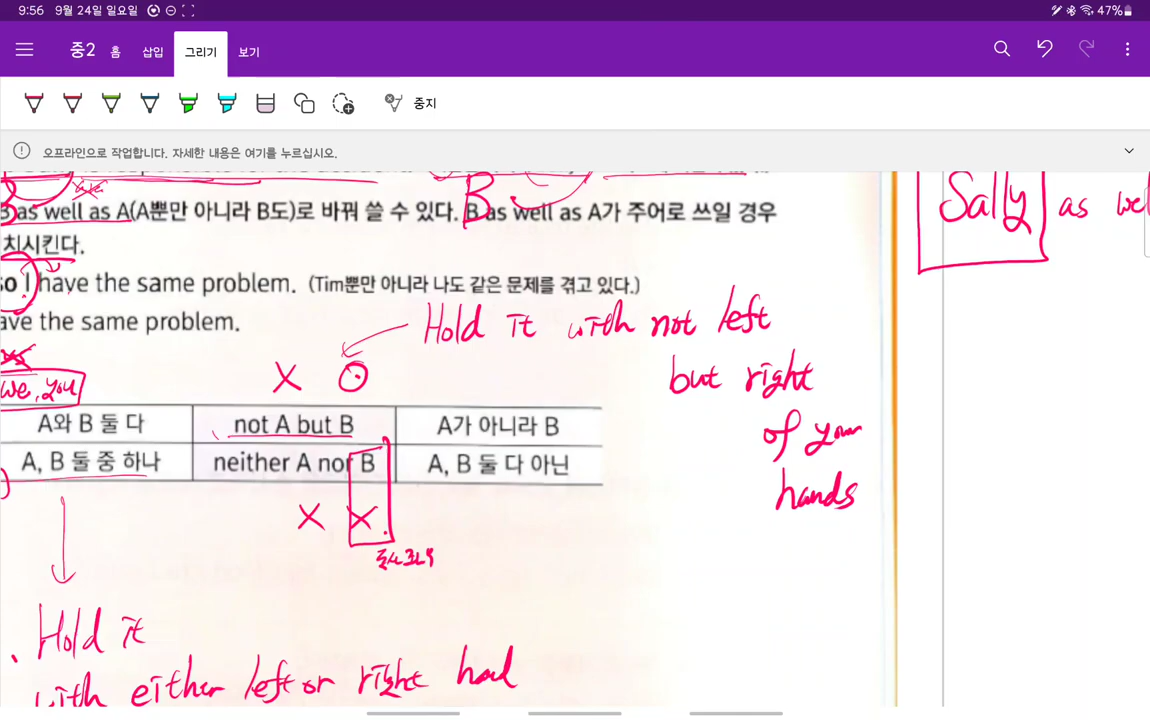 9:56 9월 24일 일요일 47%
중2 홈 삽입 그리기 보기
중지
오프라인으로 작업합니다. 자세한 내용은 여기를 누르십시오.
B as well as A(A뿐만 아니라 B도)로 바꿔 쓸 수 있다. B as well as A가 주어로 쓰일 경우
B
Sally as wel
치시킨다.
so I have the same problem. (Tim뿐만 아니라 나도 같은 문제를 겪고 있다.)
ave the same problem.
Hold it with not left
but right
of your
hands
we, you
X O
A와 B 둘 다 not A but B A가 아니라 B
A, B 둘 중 하나 neither A nor B A, B 둘 다 아닌
X X
Hold it
with either left or right hand